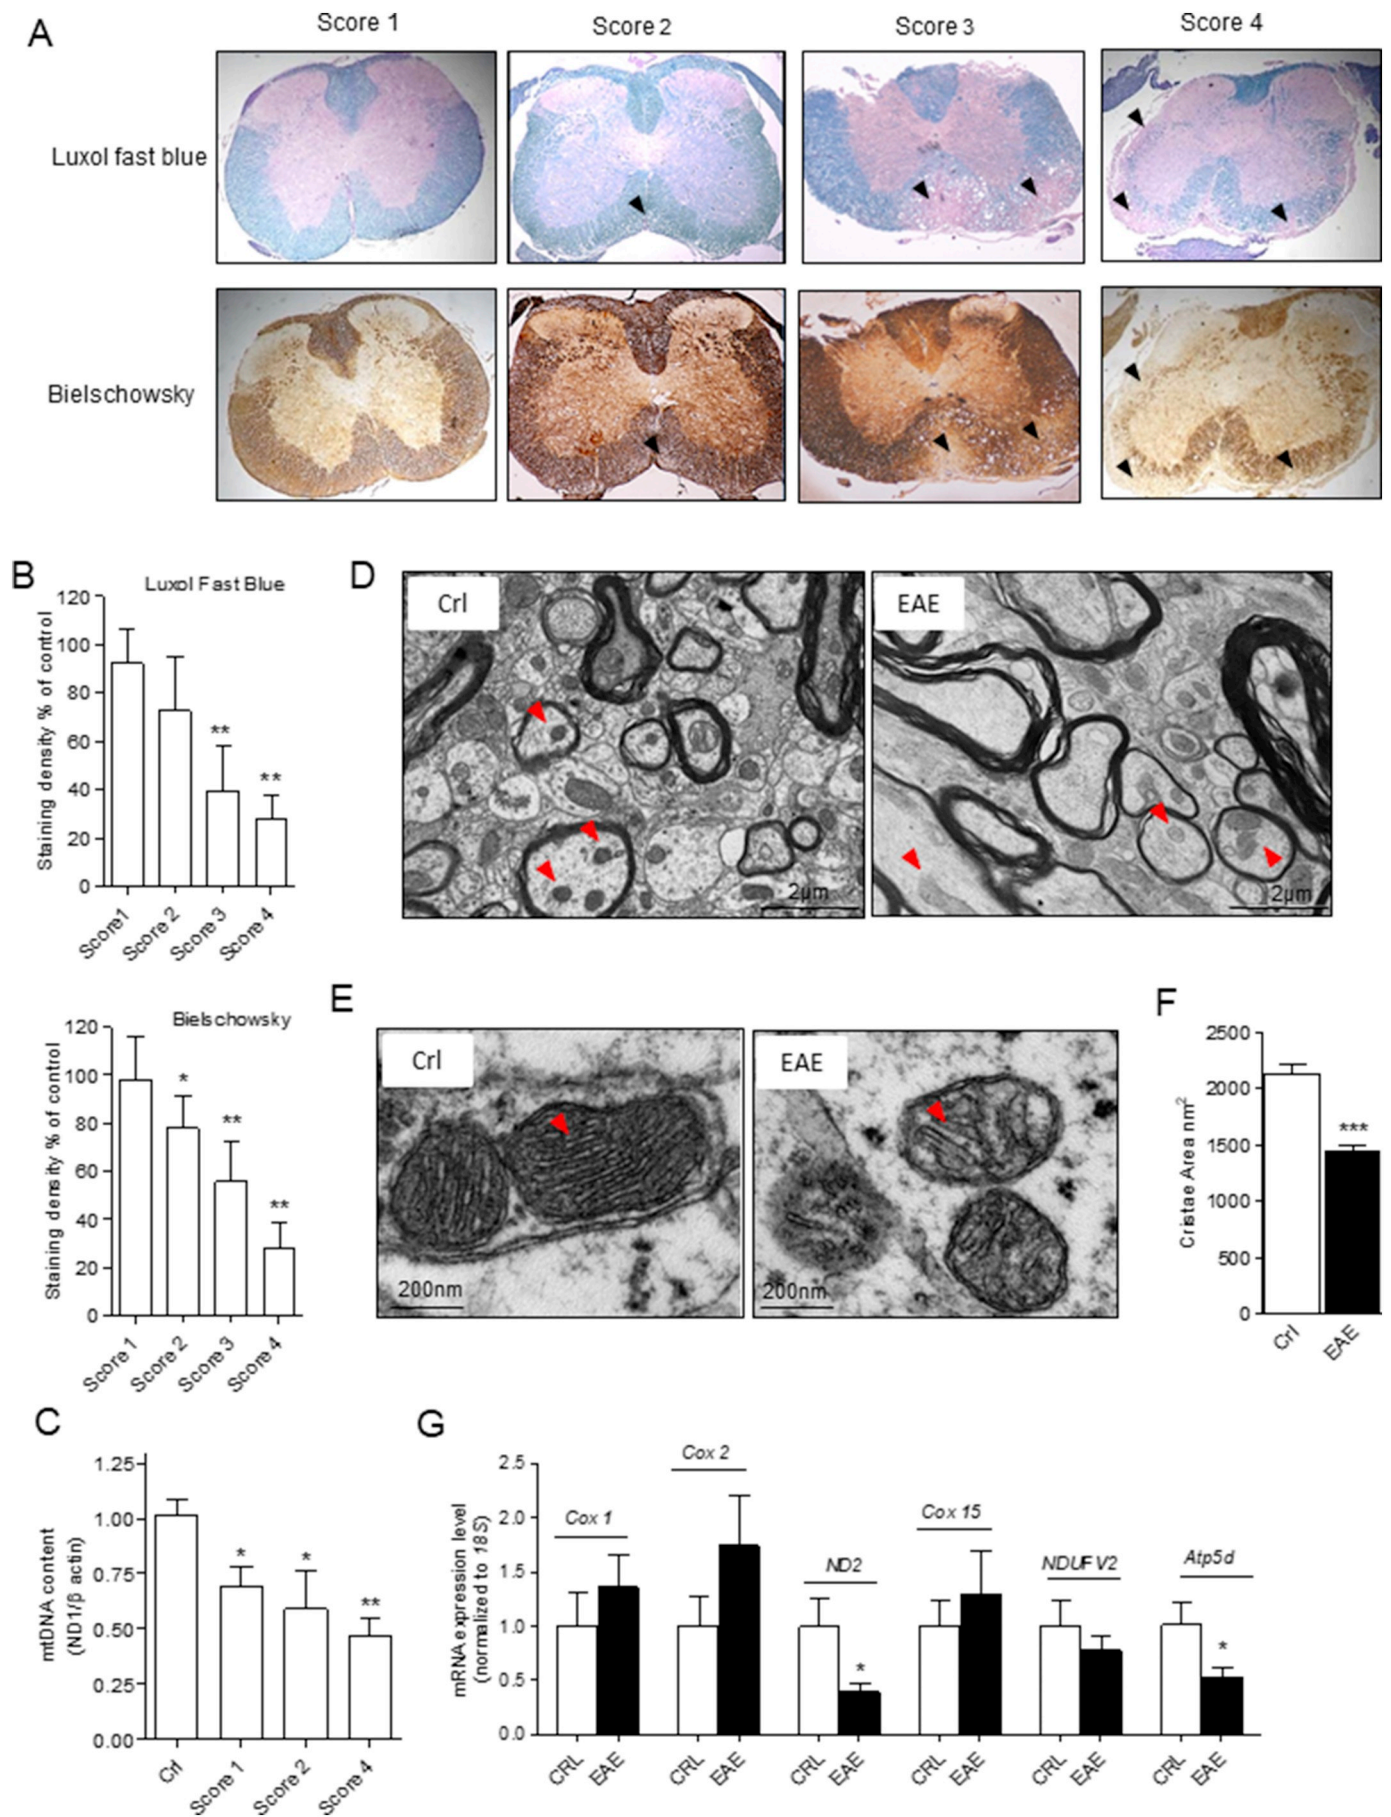 A
Score 1
Score 2
Score 3
Score 4
Luxol fast blue
Bielschowsky
B
Luxol Fast Blue
Staining density % of control
120
100
80
60
40
20
0
**
**
Score1
Score 2
Score 3
Score 4
Bielschowsky
Staining density % of control
120
100
80
60
40
20
0
*
**
**
Score 1
Score 2
Score 3
Score 4
C
mtDNA content
(ND1/β actin)
1.25
1.00
0.75
0.50
0.25
0.00
*
*
**
Crl
Score 1
Score 2
Score 4
D
Crl
2μm
EAE
2μm
E
Crl
200nm
EAE
200nm
F
Cristae Area nm²
2500
2000
1500
1000
500
0
***
Crl
EAE
G
mRNA expression level
(normalized to 18S)
2.5
2.0
1.5
1.0
0.5
0.0
Cox 1
Cox 2
ND2
Cox 15
NDUFV2
Atp5d
*
*
CRL
EAE
CRL
EAE
CRL
EAE
CRL
EAE
CRL
EAE
CRL
EAE